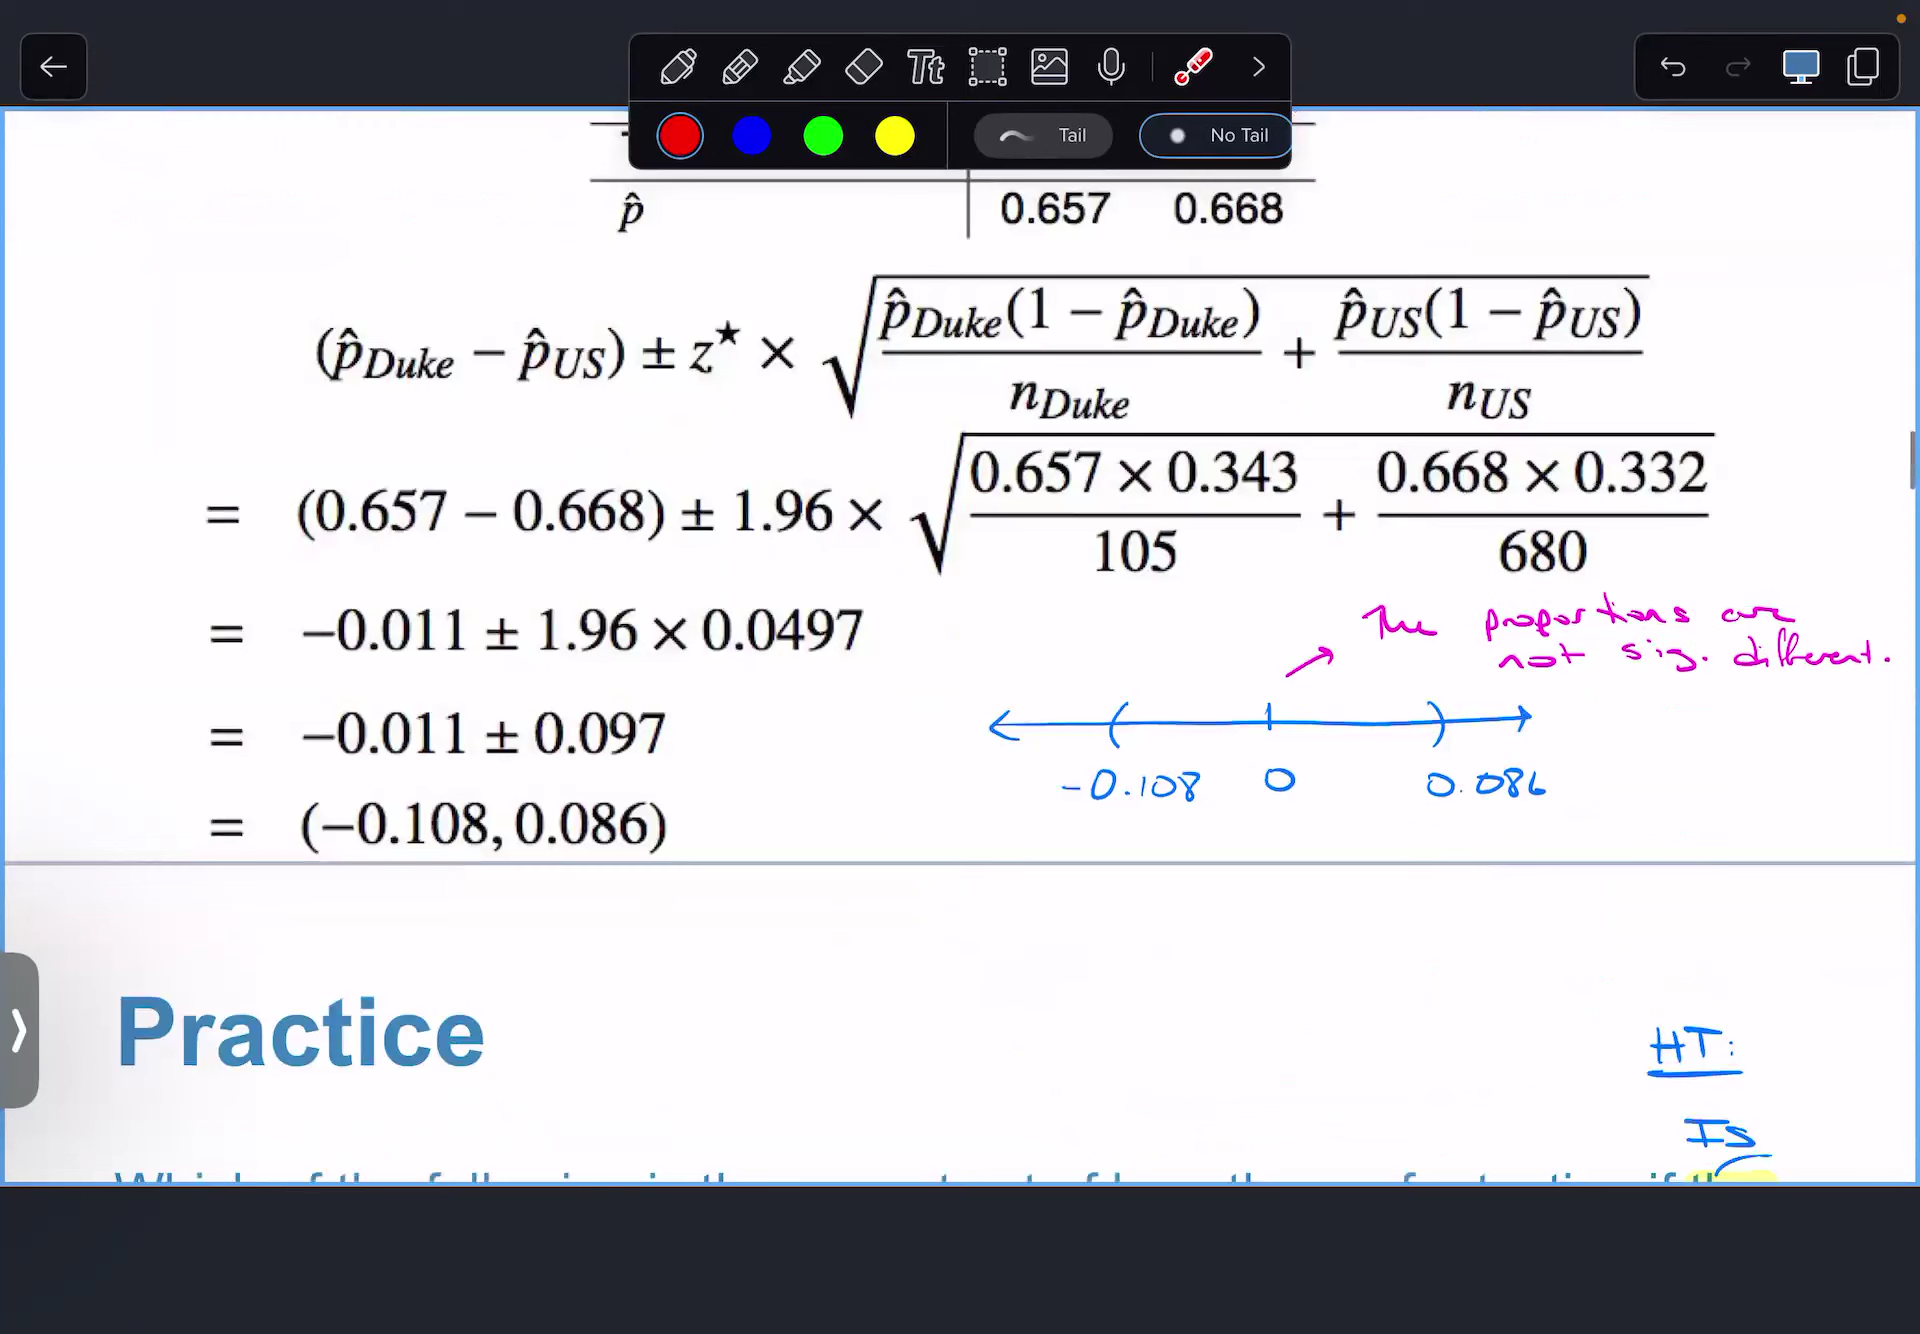 Tt
Tail No Tail
p̂ 0.657 0.668
(p̂Duke − p̂US) ± z★ × √ p̂Duke(1 − p̂Duke) / nDuke + p̂US(1 − p̂US) / nUS
= (0.657 − 0.668) ± 1.96 × √ 0.657 × 0.343 / 105 + 0.668 × 0.332 / 680
= −0.011 ± 1.96 × 0.0497
The proportions are
not sig. different.
= −0.011 ± 0.097
-0.108 0 0.086
= (−0.108, 0.086)
Practice
HT:
Is